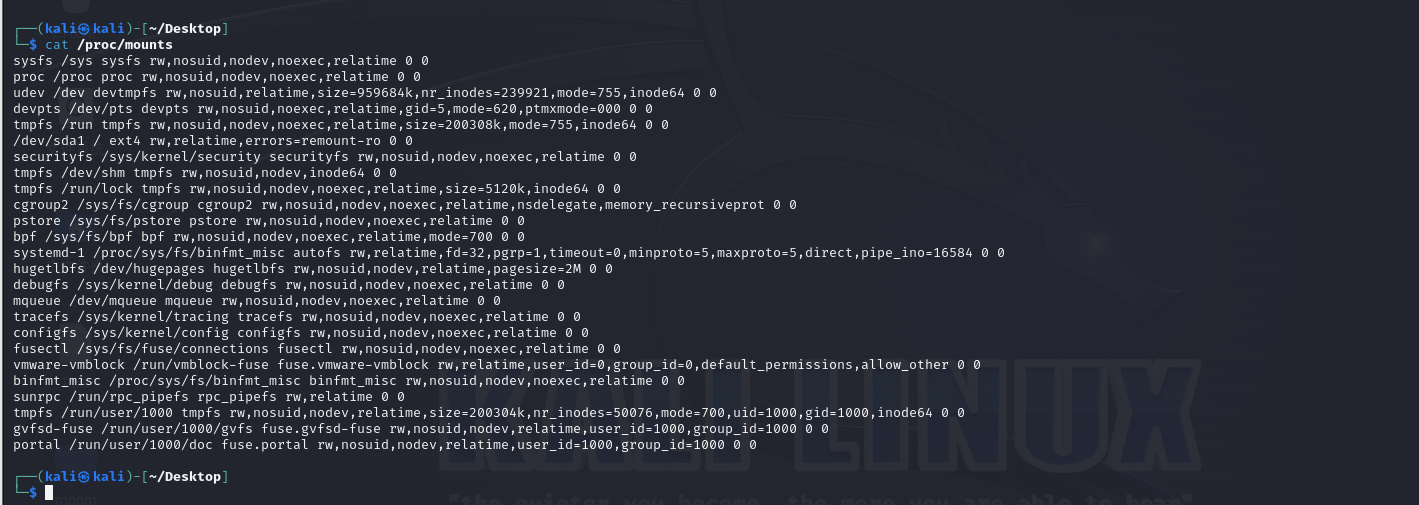 ┌──(kali㉿kali)-[~/Desktop]
└─$ cat /proc/mounts
sysfs /sys sysfs rw,nosuid,nodev,noexec,relatime 0 0
proc /proc proc rw,nosuid,nodev,noexec,relatime 0 0
udev /dev devtmpfs rw,nosuid,relatime,size=959684k,nr_inodes=239921,mode=755,inode64 0 0
devpts /dev/pts devpts rw,nosuid,noexec,relatime,gid=5,mode=620,ptmxmode=000 0 0
tmpfs /run tmpfs rw,nosuid,nodev,noexec,relatime,size=200308k,mode=755,inode64 0 0
/dev/sda1 / ext4 rw,relatime,errors=remount-ro 0 0
securityfs /sys/kernel/security securityfs rw,nosuid,nodev,noexec,relatime 0 0
tmpfs /dev/shm tmpfs rw,nosuid,nodev,inode64 0 0
tmpfs /run/lock tmpfs rw,nosuid,nodev,noexec,relatime,size=5120k,inode64 0 0
cgroup2 /sys/fs/cgroup cgroup2 rw,nosuid,nodev,noexec,relatime,nsdelegate,memory_recursiveprot 0 0
pstore /sys/fs/pstore pstore rw,nosuid,nodev,noexec,relatime 0 0
bpf /sys/fs/bpf bpf rw,nosuid,nodev,noexec,relatime,mode=700 0 0
systemd-1 /proc/sys/fs/binfmt_misc autofs rw,relatime,fd=32,pgrp=1,timeout=0,minproto=5,maxproto=5,direct,pipe_ino=16584 0 0
hugetlbfs /dev/hugepages hugetlbfs rw,nosuid,nodev,relatime,pagesize=2M 0 0
debugfs /sys/kernel/debug debugfs rw,nosuid,nodev,noexec,relatime 0 0
mqueue /dev/mqueue mqueue rw,nosuid,nodev,noexec,relatime 0 0
tracefs /sys/kernel/tracing tracefs rw,nosuid,nodev,noexec,relatime 0 0
configfs /sys/kernel/config configfs rw,nosuid,nodev,noexec,relatime 0 0
fusectl /sys/fs/fuse/connections fusectl rw,nosuid,nodev,noexec,relatime 0 0
vmware-vmblock /run/vmblock-fuse fuse.vmware-vmblock rw,relatime,user_id=0,group_id=0,default_permissions,allow_other 0 0
binfmt_misc /proc/sys/fs/binfmt_misc binfmt_misc rw,nosuid,nodev,noexec,relatime 0 0
sunrpc /run/rpc_pipefs rpc_pipefs rw,relatime 0 0
tmpfs /run/user/1000 tmpfs rw,nosuid,nodev,relatime,size=200304k,nr_inodes=50076,mode=700,uid=1000,gid=1000,inode64 0 0
gvfsd-fuse /run/user/1000/gvfs fuse.gvfsd-fuse rw,nosuid,nodev,relatime,user_id=1000,group_id=1000 0 0
portal /run/user/1000/doc fuse.portal rw,nosuid,nodev,relatime,user_id=1000,group_id=1000 0 0
KALI LINUX
┌──(kali㉿kali)-[~/Desktop]
└─$
"the quieter you become, the more you are able to hear"